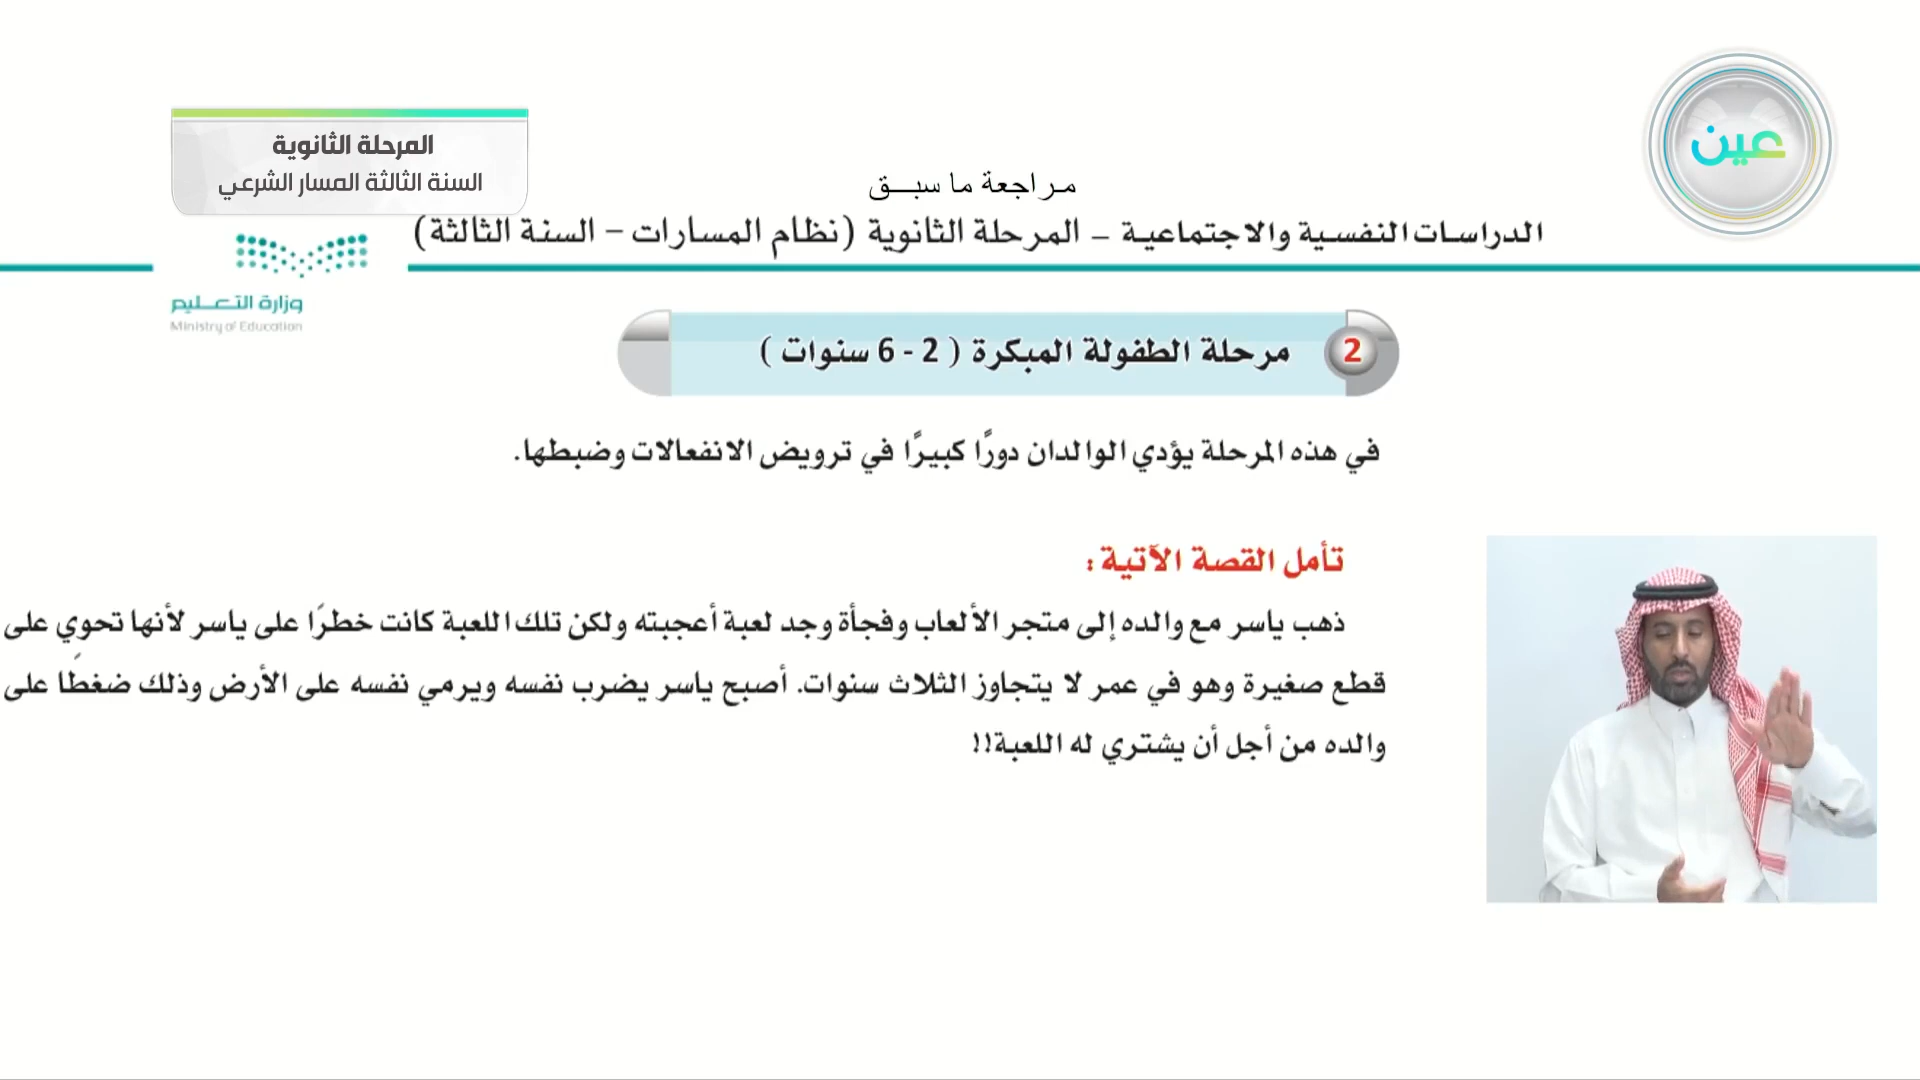 عين
المرحلة الثانوية
السنة الثالثة المسار الشرعي
مراجعة ما سبق
الدراسات النفسية والاجتماعية – المرحلة الثانوية (نظام المسارات – السنة الثالثة)
وزارة التعليم
Ministry of Education
2 مرحلة الطفولة المبكرة ( 2 - 6 سنوات )
في هذه المرحلة يؤدي الوالدان دورًا كبيرًا في ترويض الانفعالات وضبطها.
تأمل القصة الآتية :
ذهب ياسر مع والده إلى متجر الألعاب وفجأة وجد لعبة أعجبته ولكن تلك اللعبة كانت خطرًا على ياسر لأنها تحوي على
قطع صغيرة وهو في عمر لا يتجاوز الثلاث سنوات. أصبح ياسر يضرب نفسه ويرمي نفسه على الأرض وذلك ضغطًا على
والده من أجل أن يشتري له اللعبة!!